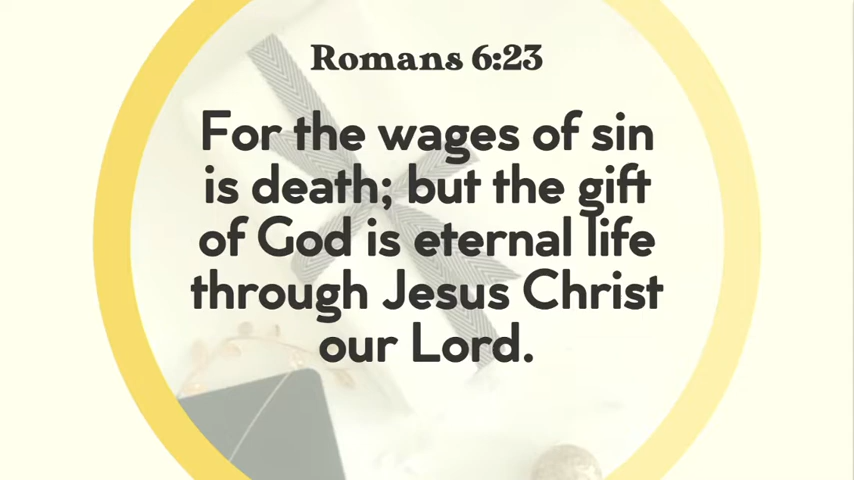 Romans 6:23
For the wages of sin
is death; but the gift
of God is eternal life
through Jesus Christ
our Lord.